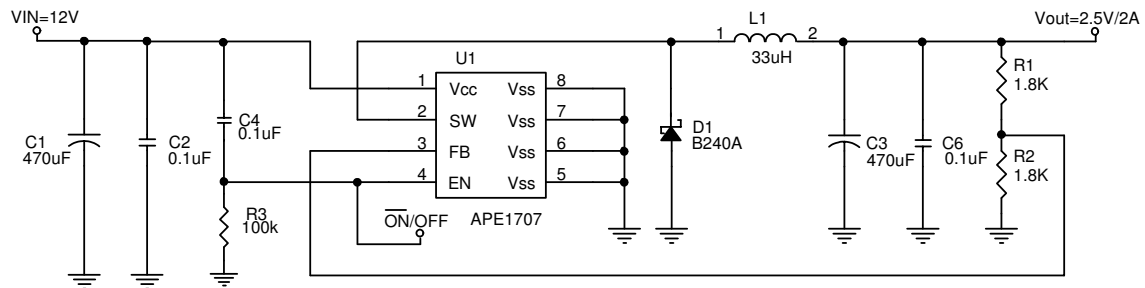 VIN=12V
Vout=2.5V/2A
L1
1
2
33uH
U1
1
Vcc
Vss
8
2
SW
Vss
7
3
FB
Vss
6
4
EN
Vss
5
APE1707
C1
470uF
C2
0.1uF
C4
0.1uF
R3
100k
ON/OFF
D1
B240A
C3
470uF
C6
0.1uF
R1
1.8K
R2
1.8K